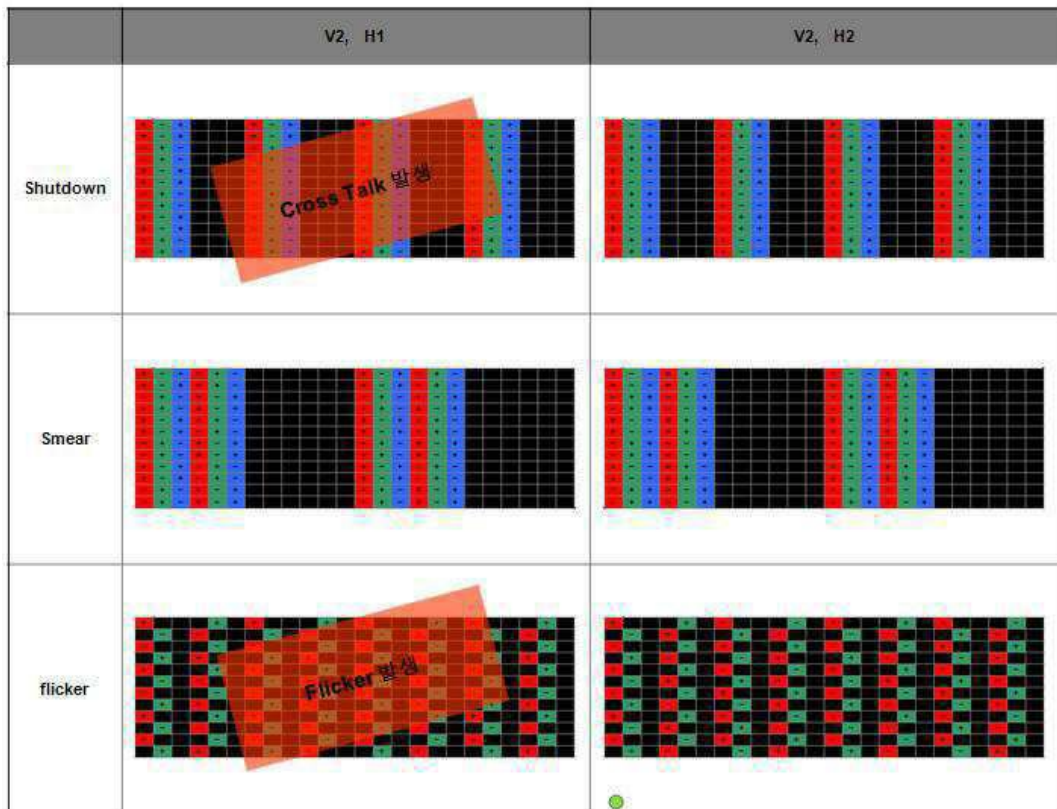 V2, H1
V2, H2
Shutdown
Cross Talk 발생
Smear
flicker
Flicker 발생